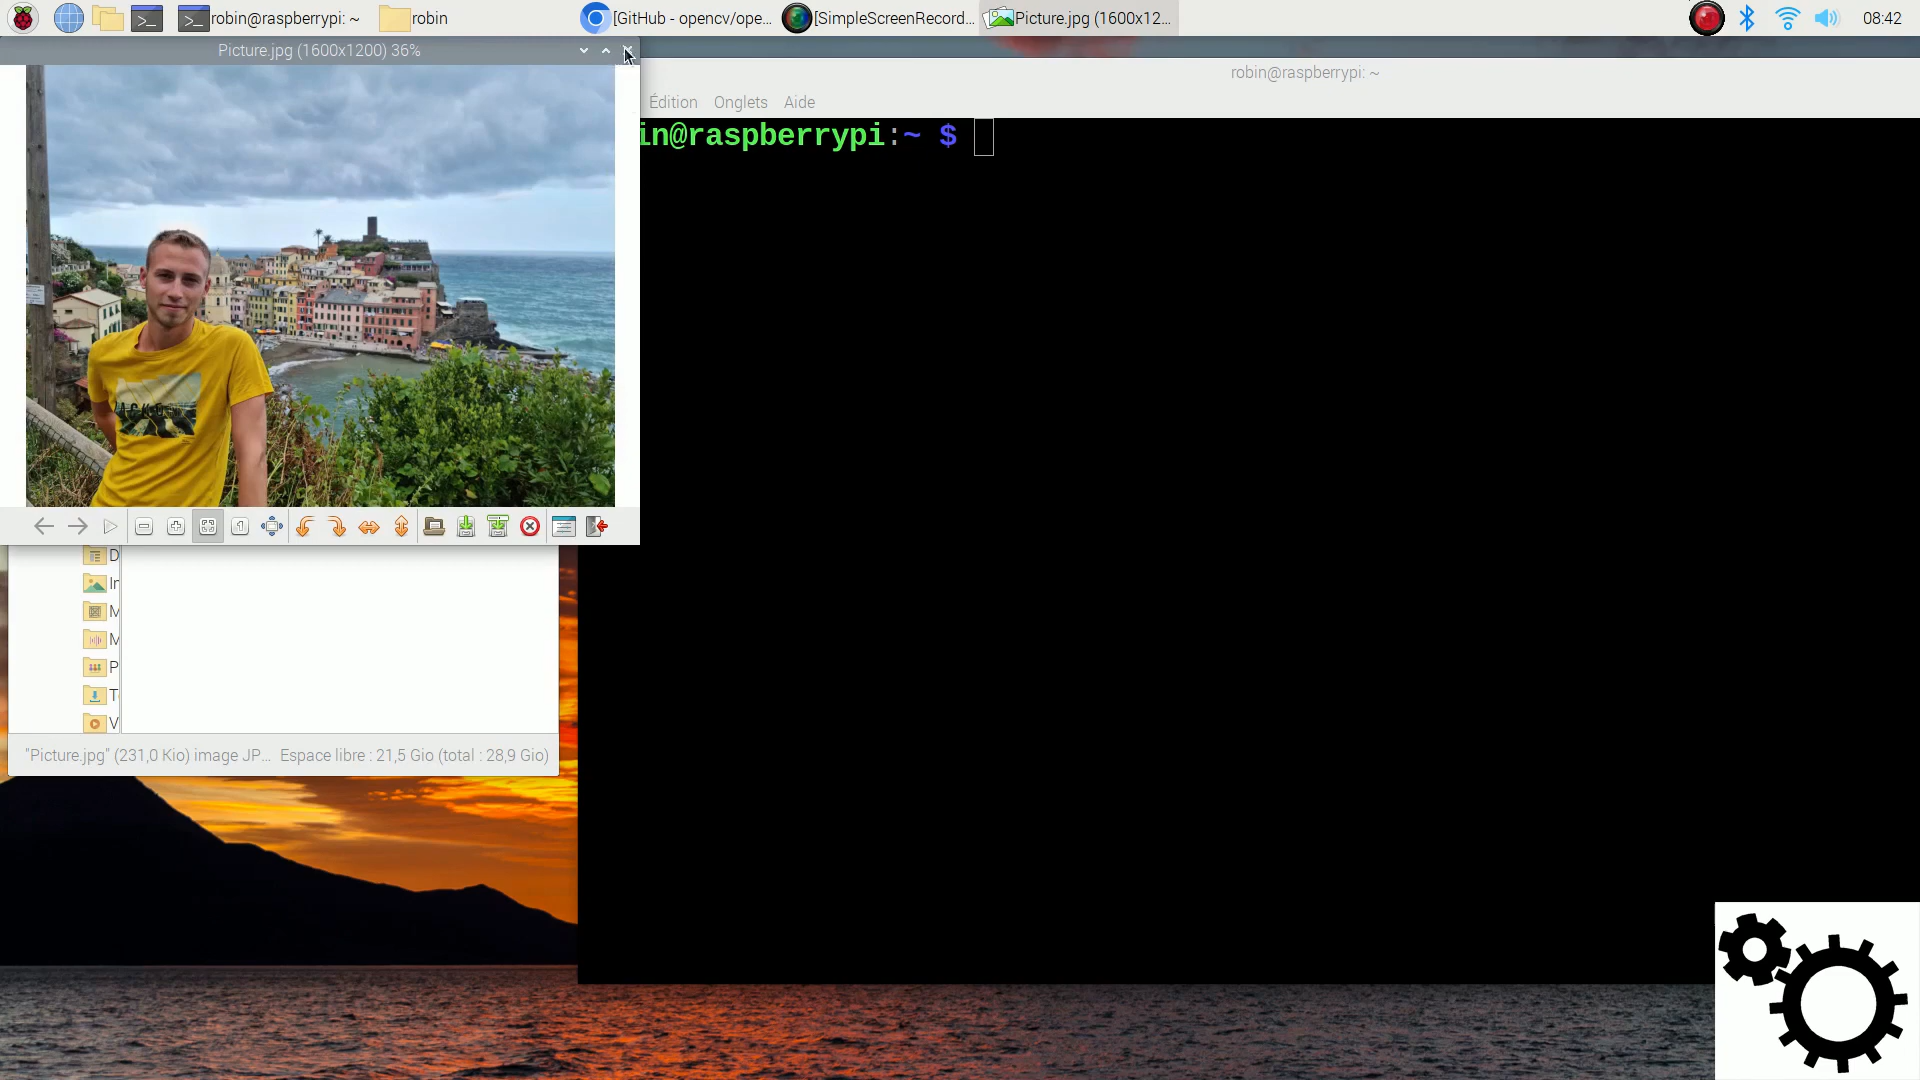 robin@raspberrypi: ~
robin
[GitHub - opencv/ope...
[SimpleScreenRecord...
Picture.jpg (1600x12...
08:42
Picture.jpg (1600x1200) 36%
robin@raspberrypi: ~
Édition Onglets Aide
in@raspberrypi:~ $
D
M
M
P
T
V
"Picture.jpg" (231,0 Kio) image JP... Espace libre : 21,5 Gio (total : 28,9 Gio)